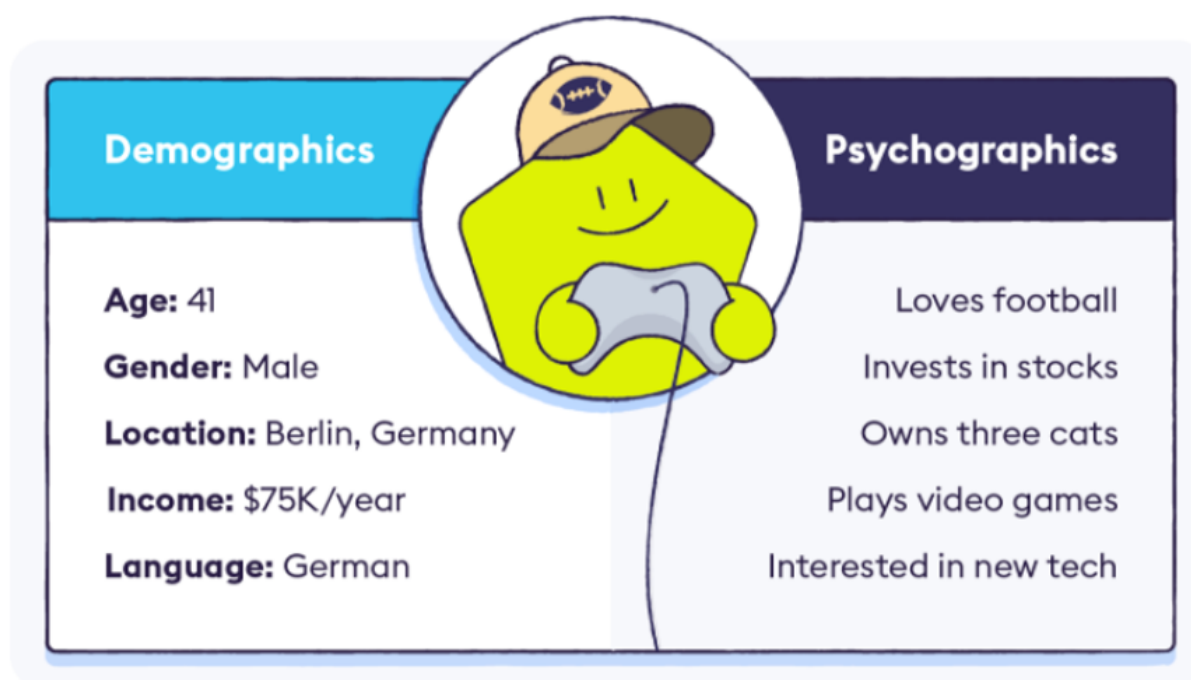 Demographics
Psychographics
Age: 41
Gender: Male
Location: Berlin, Germany
Income: $75K/year
Language: German
Loves football
Invests in stocks
Owns three cats
Plays video games
Interested in new tech